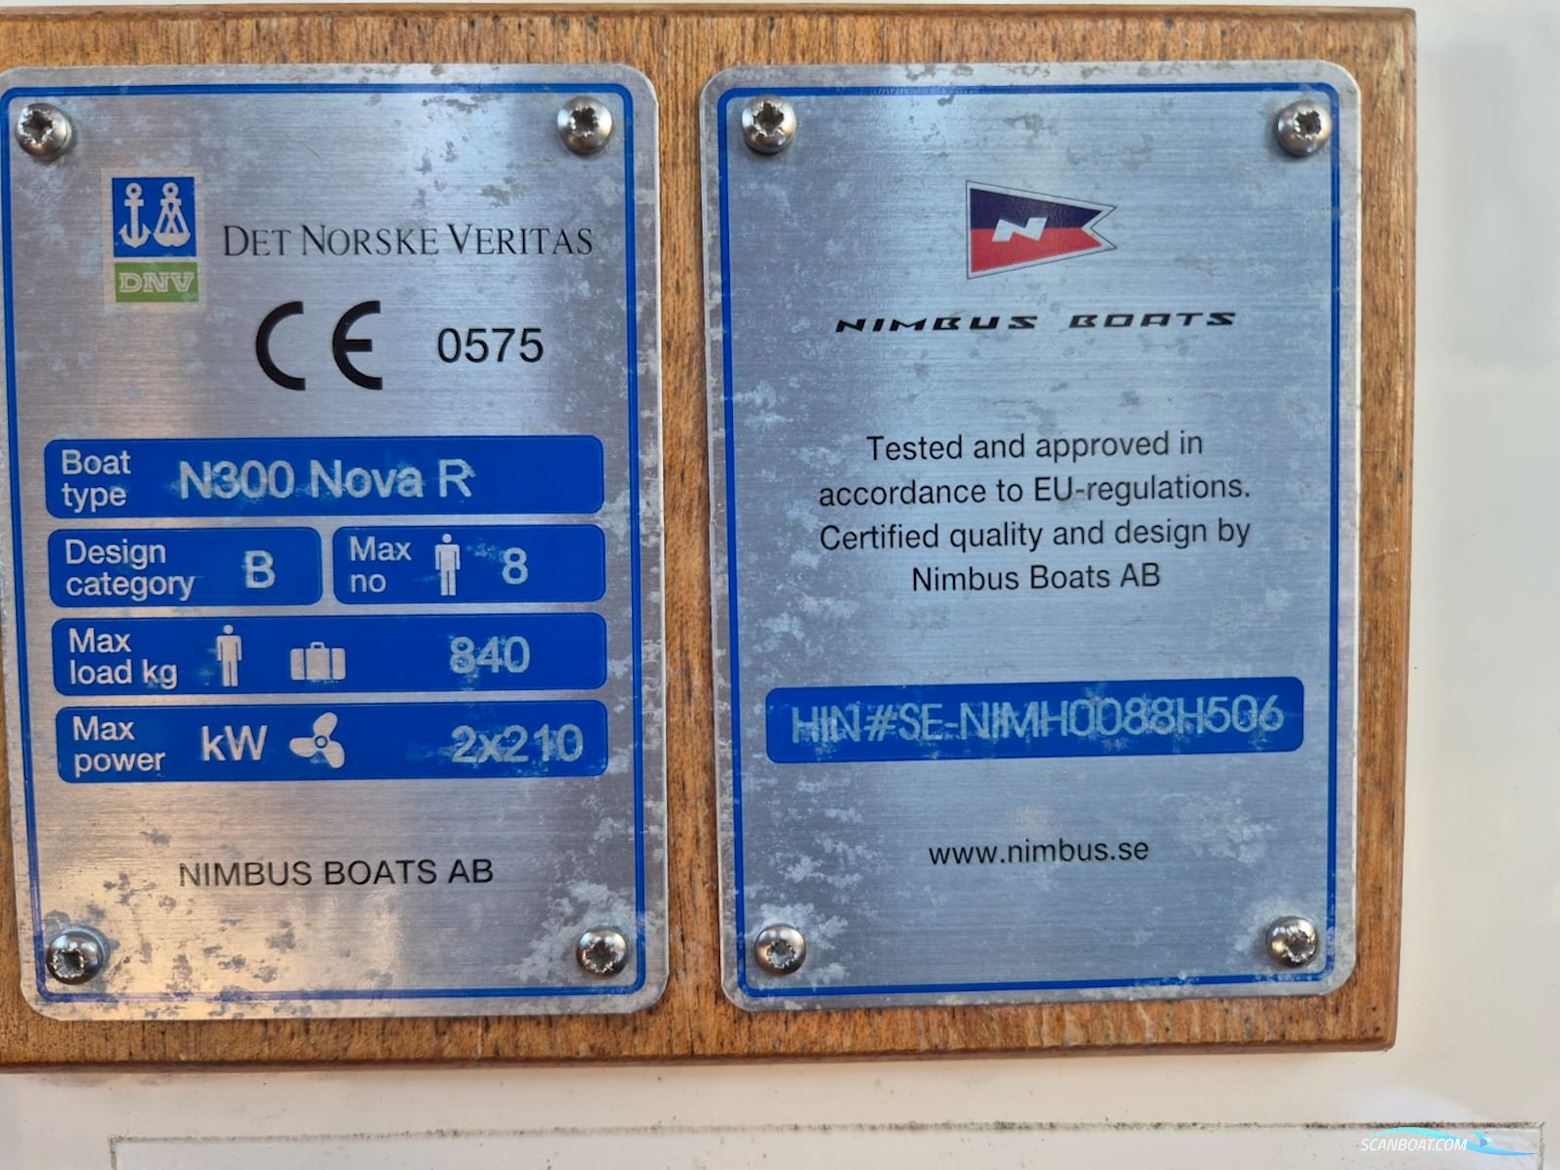 DET NORSKE VERITAS
DNV
CE 0575
Boat type N300 Nova R
Design category B
Max no 8
Max load kg 840
Max power kW 2x210
NIMBUS BOATS AB
N
NIMBUS BOATS
Tested and approved in
accordance to EU-regulations.
Certified quality and design by
Nimbus Boats AB
HIN#SE-NIMH0088H506
www.nimbus.se
SCANBOAT.COM